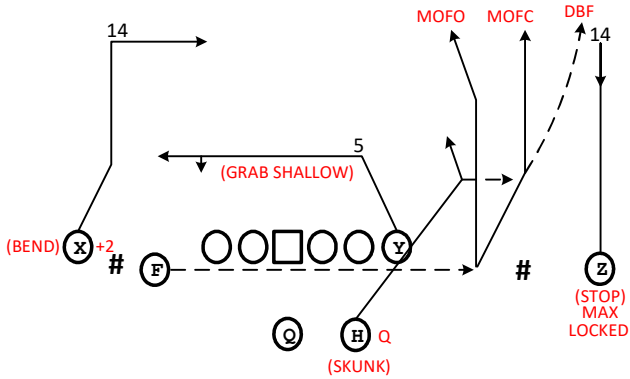 MOFO MOFC DBF
14 14
5
(GRAB SHALLOW)
(BEND) X +2 Y
# F # Z
(STOP)
MAX
LOCKED
Q H Q
(SKUNK)